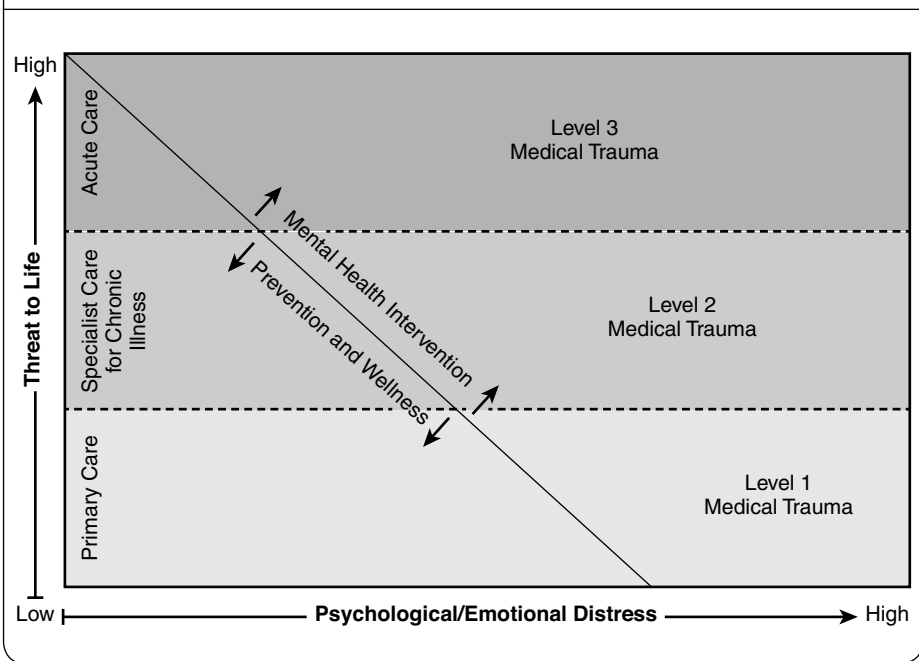 High
Acute Care
Level 3
Medical Trauma
Mental Health Intervention
Prevention and Wellness
Threat to Life
Specialist Care
for Chronic
Illness
Level 2
Medical Trauma
Primary Care
Level 1
Medical Trauma
Low
Psychological/Emotional Distress
High